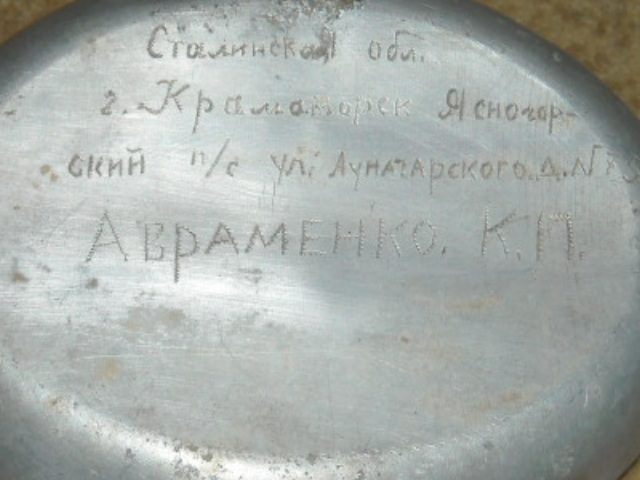 Сталинская обл.
г. Краматорск Ясногор-
ский п/с ул. Луначарского д. №
АВРАМЕНКО. К.П.